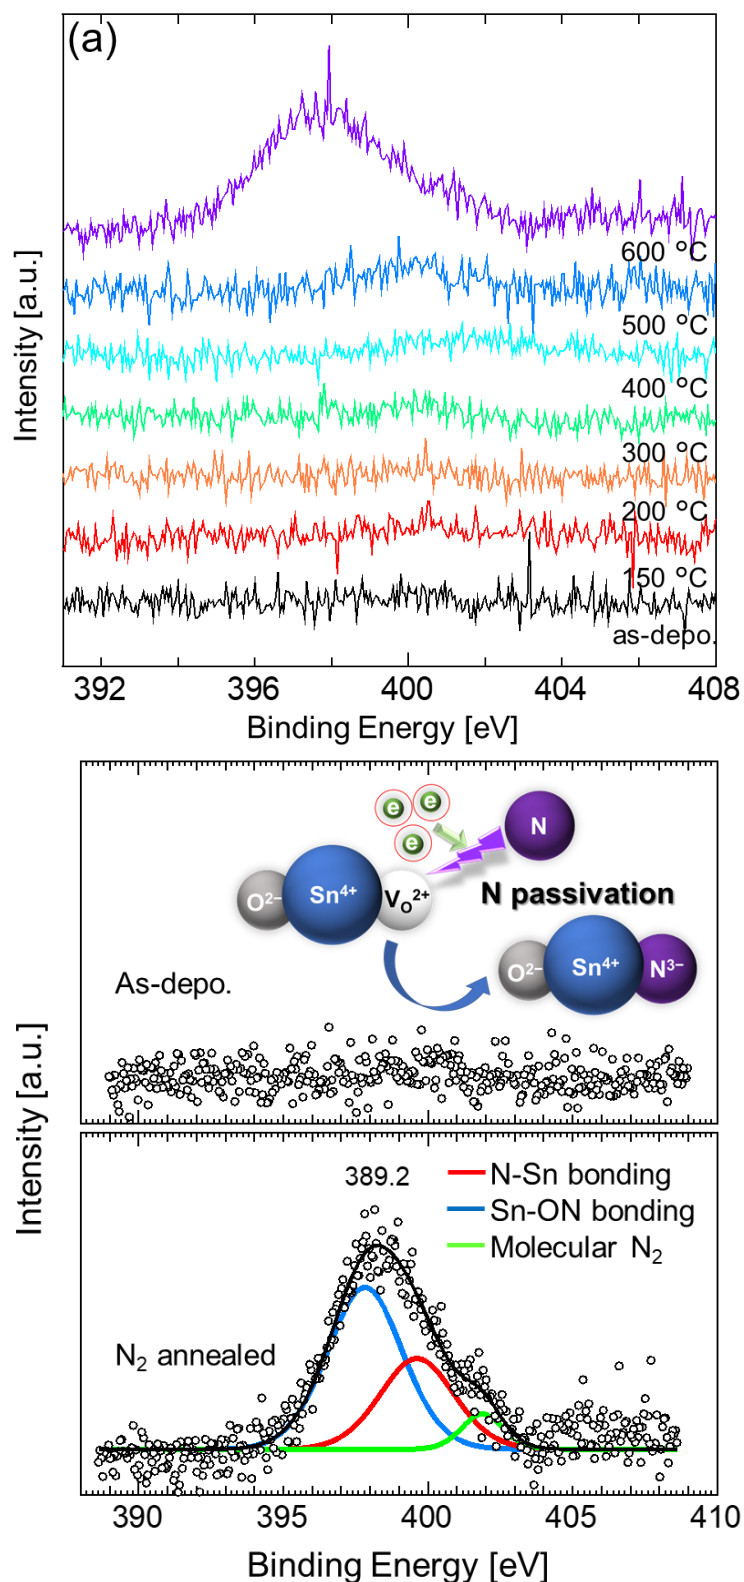 (a)
600 °C
500 °C
400 °C
300 °C
200 °C
150 °C
as-depo.
Intensity [a.u.]
392 396 400 404 408
Binding Energy [eV]
e e
e
N
O²⁻ Sn⁴⁺ V_O²⁺
N passivation
O²⁻ Sn⁴⁺ N³⁻
As-depo.
Intensity [a.u.]
389.2
N-Sn bonding
Sn-ON bonding
Molecular N₂
N₂ annealed
390 395 400 405 410
Binding Energy [eV]